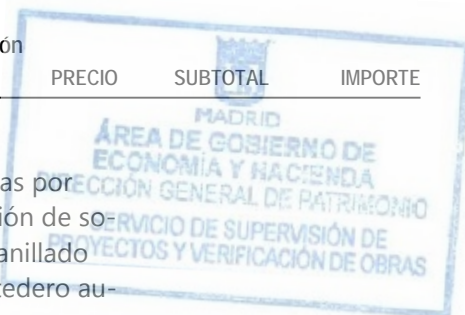 ón
PRECIO SUBTOTAL IMPORTE
MADRID
ÁREA DE GOBIERNO DE
ECONOMÍA Y HACIENDA
DIRECCIÓN GENERAL DE PATRIMONIO
SERVICIO DE SUPERVISIÓN DE
PROYECTOS Y VERIFICACIÓN DE OBRAS
as por
ión de so-
anillado
edero au-